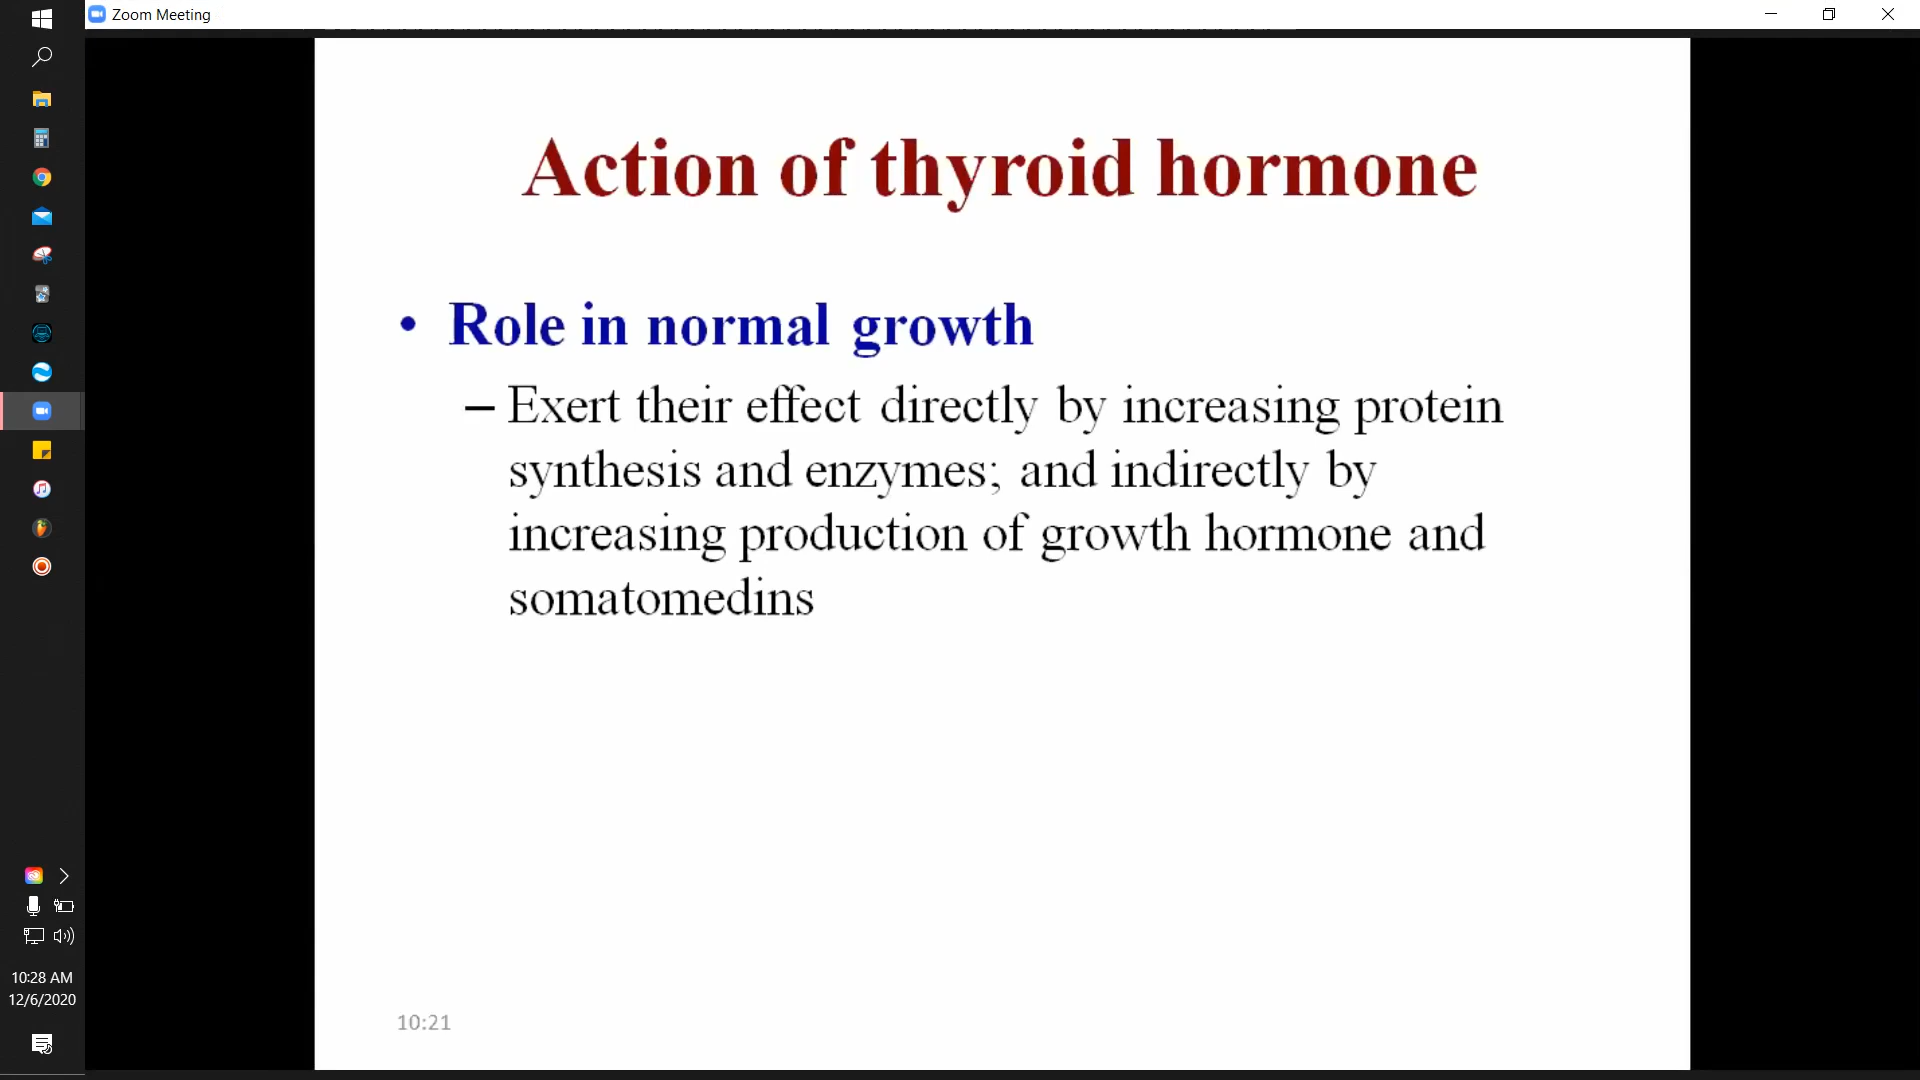 Zoom Meeting
Action of thyroid hormone
• Role in normal growth
– Exert their effect directly by increasing protein
synthesis and enzymes; and indirectly by
increasing production of growth hormone and
somatomedins
10:21
10:28 AM
12/6/2020